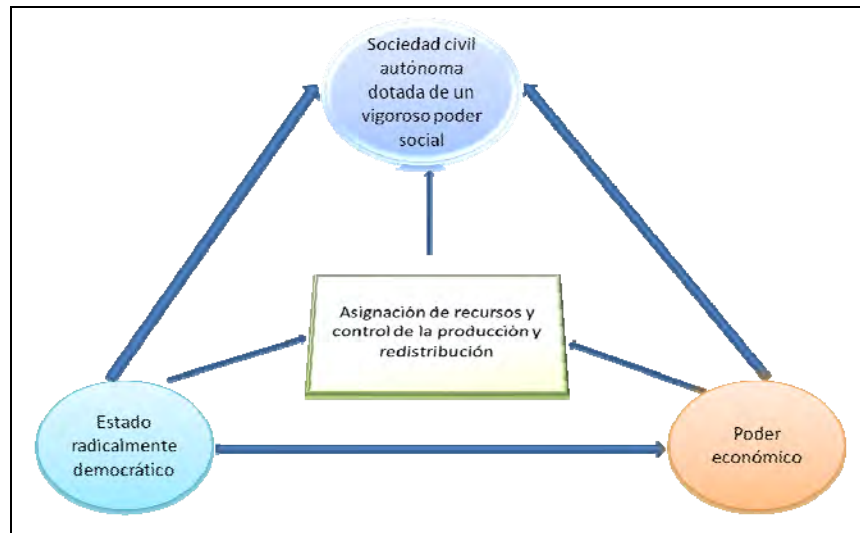 Sociedad civil
autónoma
dotada de un
vigoroso poder
social
Asignación de recursos y
control de la producción y
redistribución
Estado
radicalmente
democrático
Poder
económico